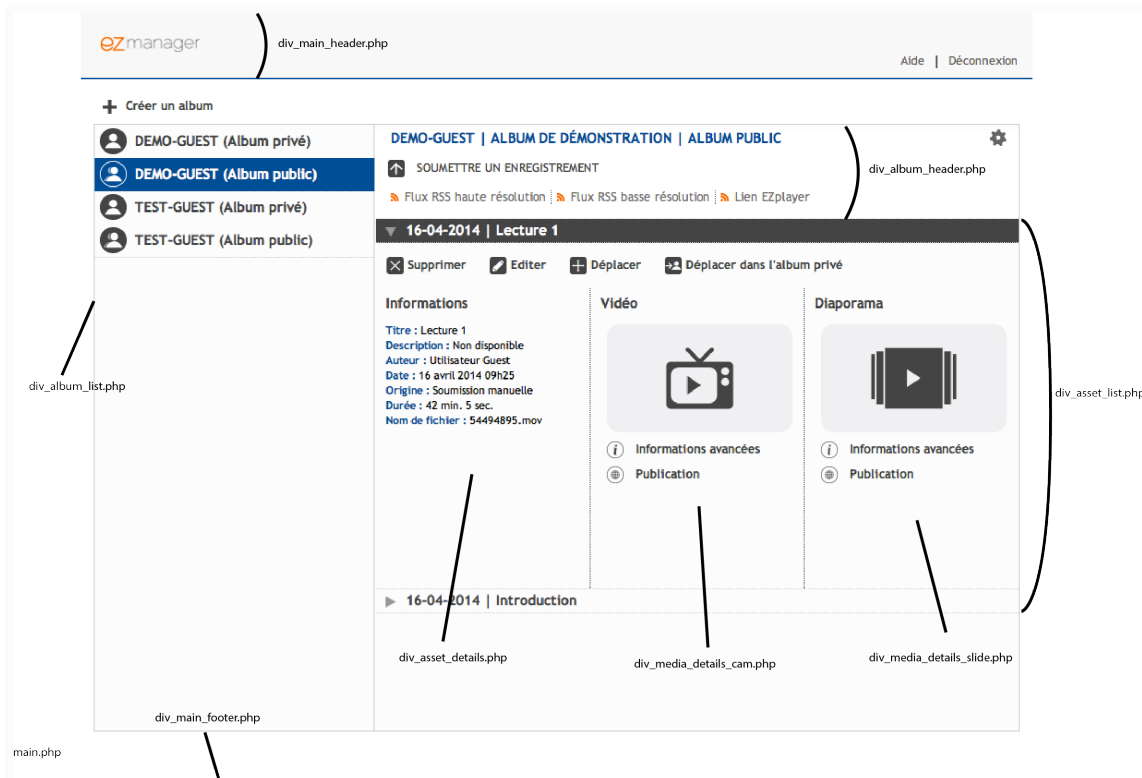 ezmanager
div_main_header.php
Aide | Déconnexion
Créer un album
DEMO-GUEST (Album privé)
DEMO-GUEST (Album public)
TEST-GUEST (Album privé)
TEST-GUEST (Album public)
div_album_list.php
DEMO-GUEST | ALBUM DE DÉMONSTRATION | ALBUM PUBLIC
SOUMETTRE UN ENREGISTREMENT
Flux RSS haute résolution Flux RSS basse résolution Lien EZplayer
div_album_header.php
16-04-2014 | Lecture 1
Supprimer Editer Déplacer Déplacer dans l'album privé
Informations
Titre : Lecture 1
Description : Non disponible
Auteur : Utilisateur Guest
Date : 16 avril 2014 09h25
Origine : Soumission manuelle
Durée : 42 min. 5 sec.
Nom de fichier : 54494895.mov
Vidéo
Informations avancées
Publication
Diaporama
Informations avancées
Publication
div_asset_list.php
16-04-2014 | Introduction
div_asset_details.php
div_media_details_cam.php
div_media_details_slide.php
div_main_footer.php
main.php